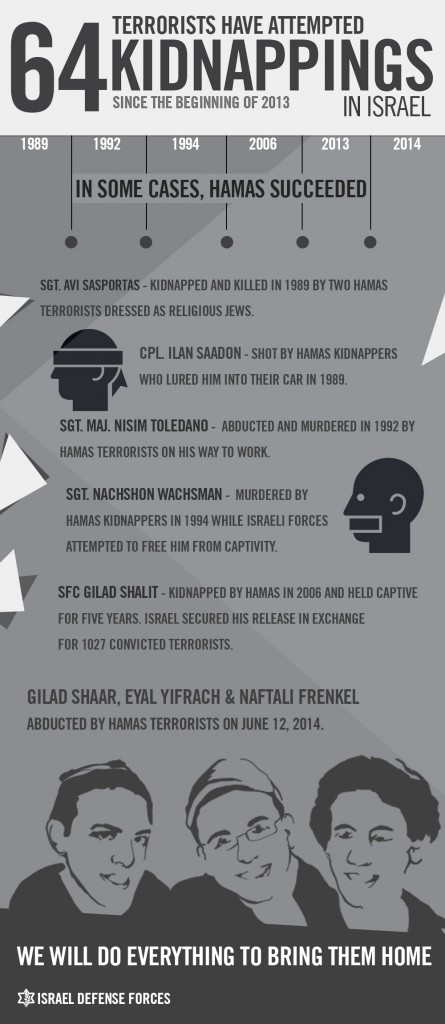 64 TERRORISTS HAVE ATTEMPTED
KIDNAPPINGS
SINCE THE BEGINNING OF 2013
IN ISRAEL
1989 1992 1994 2006 2013 2014
IN SOME CASES, HAMAS SUCCEEDED
SGT. AVI SASPORTAS - KIDNAPPED AND KILLED IN 1989 BY TWO HAMAS
TERRORISTS DRESSED AS RELIGIOUS JEWS.
CPL. ILAN SAADON - SHOT BY HAMAS KIDNAPPERS
WHO LURED HIM INTO THEIR CAR IN 1989.
SGT. MAJ. NISIM TOLEDANO - ABDUCTED AND MURDERED IN 1992 BY
HAMAS TERRORISTS ON HIS WAY TO WORK.
SGT. NACHSHON WACHSMAN - MURDERED BY
HAMAS KIDNAPPERS IN 1994 WHILE ISRAELI FORCES
ATTEMPTED TO FREE HIM FROM CAPTIVITY.
SFC GILAD SHALIT - KIDNAPPED BY HAMAS IN 2006 AND HELD CAPTIVE
FOR FIVE YEARS. ISRAEL SECURED HIS RELEASE IN EXCHANGE
FOR 1027 CONVICTED TERRORISTS.
GILAD SHAAR, EYAL YIFRACH & NAFTALI FRENKEL
ABDUCTED BY HAMAS TERRORISTS ON JUNE 12, 2014.
WE WILL DO EVERYTHING TO BRING THEM HOME
ISRAEL DEFENSE FORCES